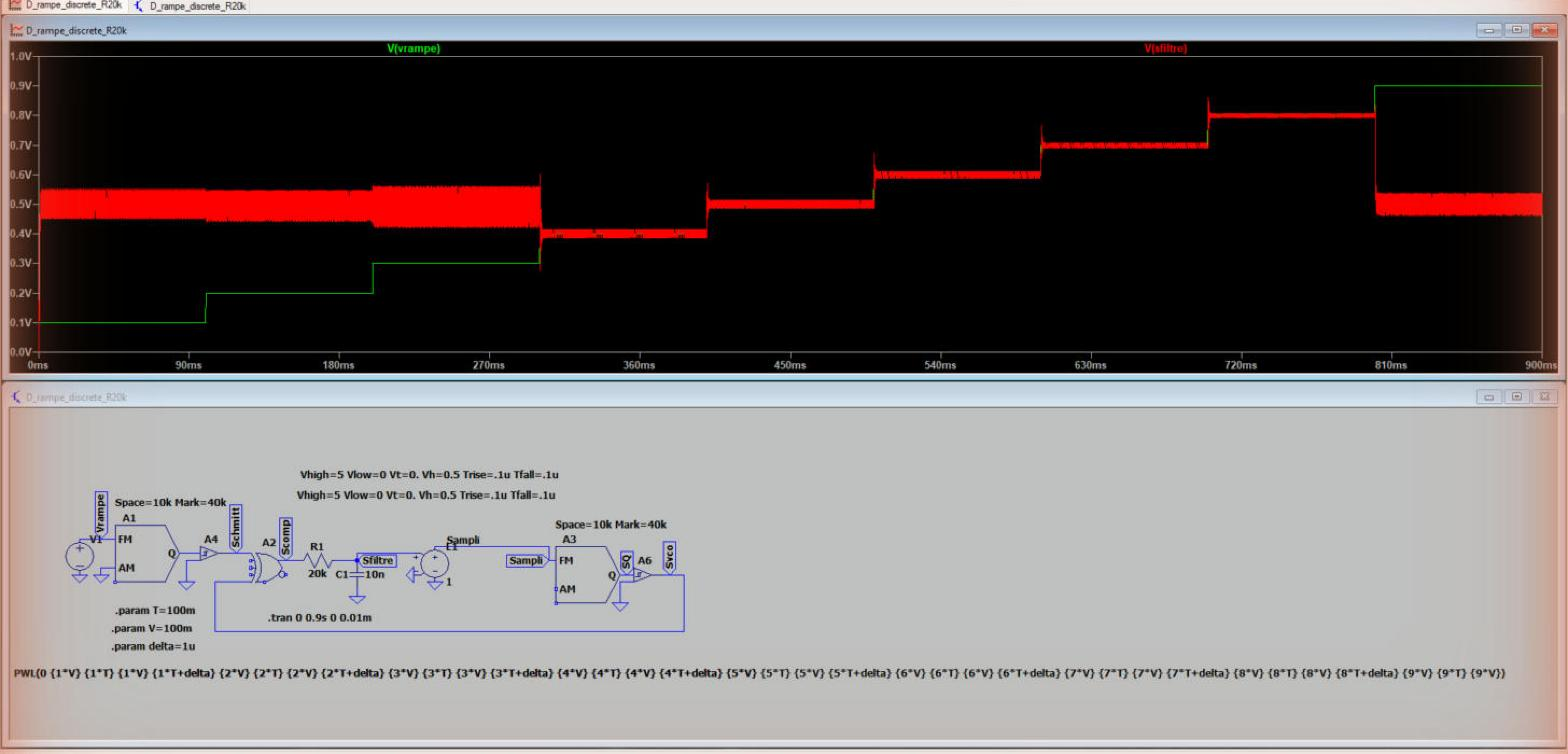 D_rampe_discrete_R20k D_rampe_discrete_R20k
D_rampe_discrete_R20k
V(vrampe) V(sfiltre)
1.0V
0.9V
0.8V
0.7V
0.6V
0.5V
0.4V
0.3V
0.2V
0.1V
0.0V
0ms 90ms 180ms 270ms 360ms 450ms 540ms 630ms 720ms 810ms 900ms
D_rampe_discrete_R20k
Vhigh=5 Vlow=0 Vt=0. Vh=0.5 Trise=.1u Tfall=.1u
Vhigh=5 Vlow=0 Vt=0. Vh=0.5 Trise=.1u Tfall=.1u
Vrampe
Space=10k Mark=40k
A1
V1
FM
AM
Q
A4
Schmitt
A2
Scomp
R1
20k
C1
10n
Sfiltre
E1
1
Sampli
Sampli
Space=10k Mark=40k
A3
FM
AM
Q
SQ
A6
Svco
.param T=100m
.param V=100m
.param delta=1u
.tran 0 0.9s 0 0.01m
PWL(0 {1*V} {1*T} {1*V} {1*T+delta} {2*V} {2*T} {2*V} {2*T+delta} {3*V} {3*T} {3*V} {3*T+delta} {4*V} {4*T} {4*V} {4*T+delta} {5*V} {5*T} {5*V} {5*T+delta} {6*V} {6*T} {6*V} {6*T+delta} {7*V} {7*T} {7*V} {7*T+delta} {8*V} {8*T} {8*V} {8*T+delta} {9*V} {9*T} {9*V})